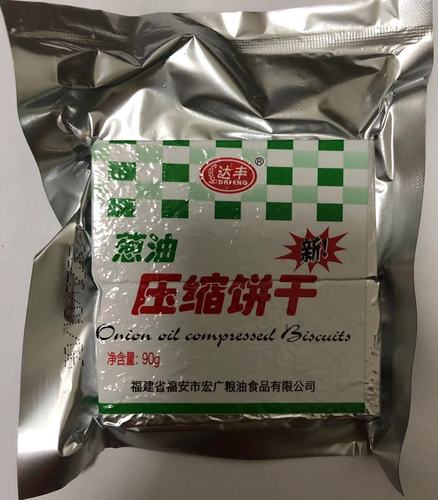 达丰®
DAFENG
葱油
新!
压缩饼干
Onion oil compressed Biscuits
净含量: 90g
福建省福安市宏广粮油食品有限公司